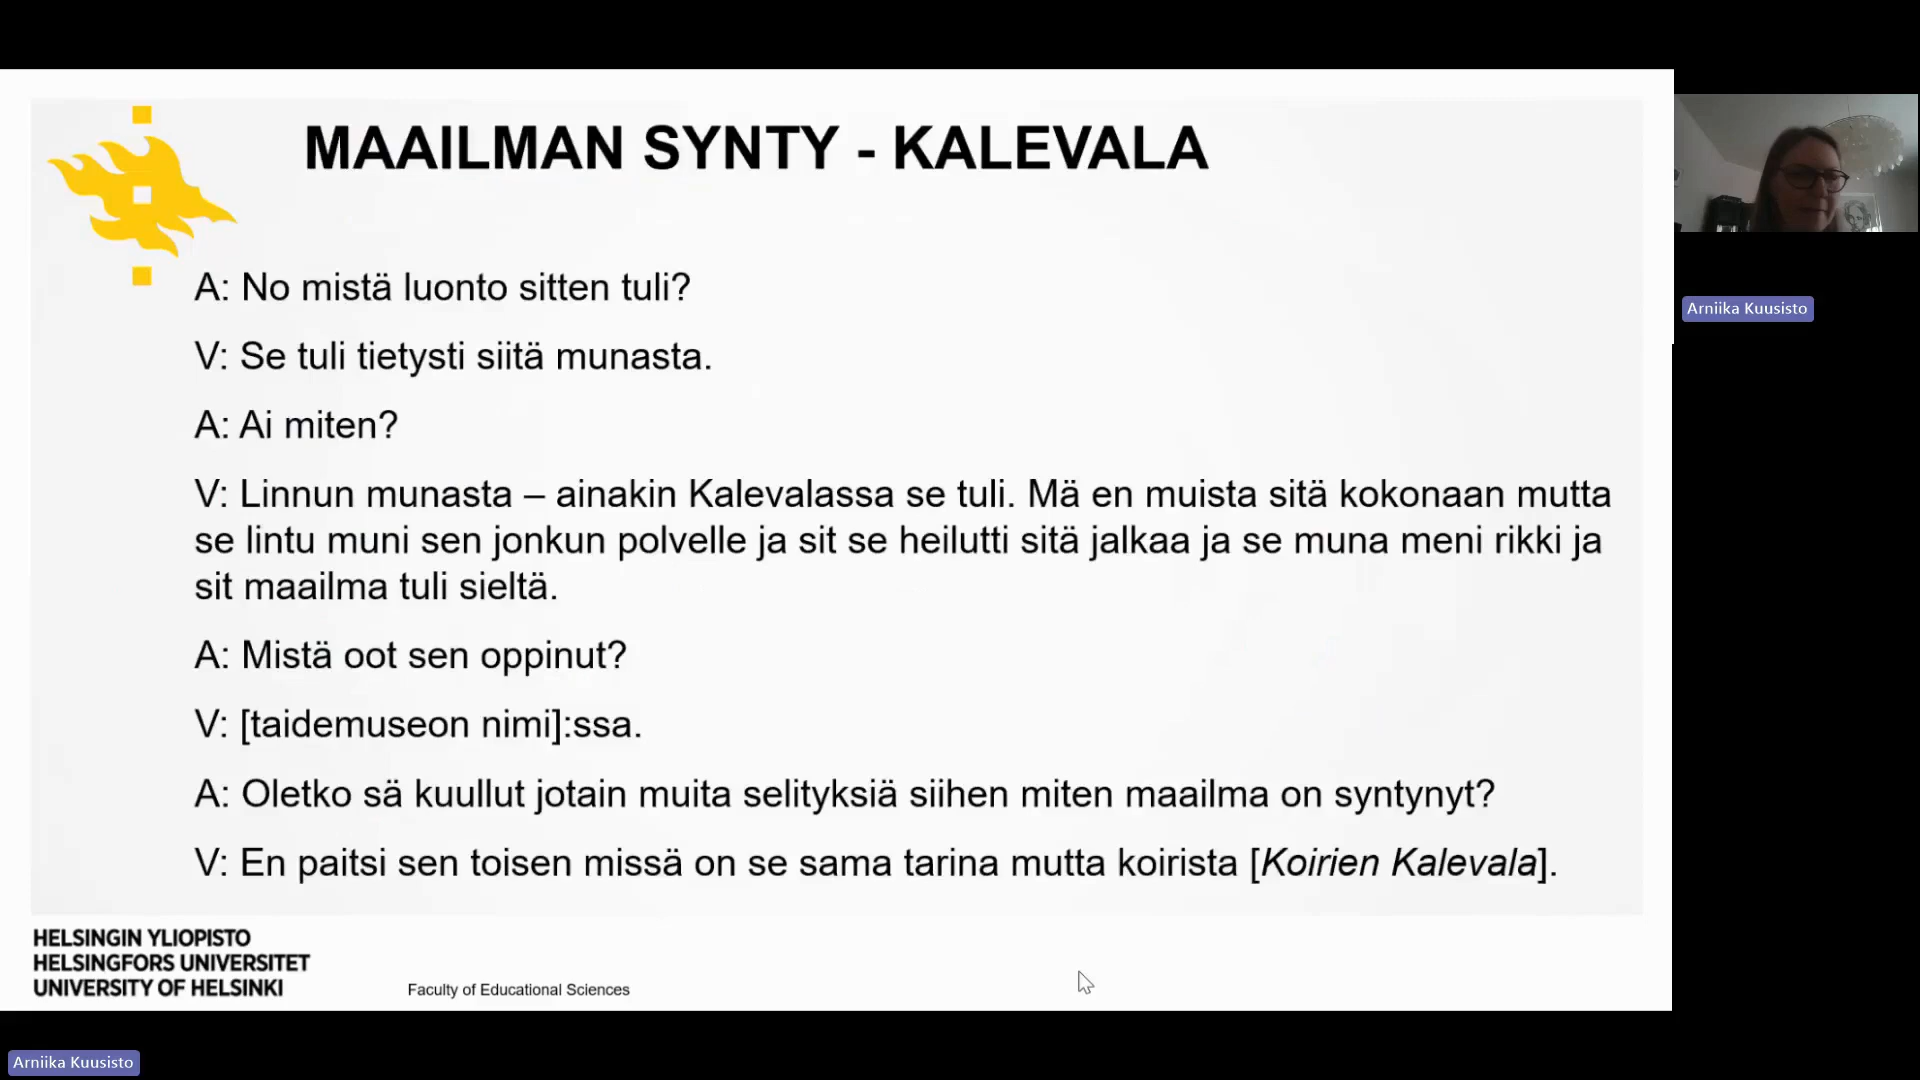 MAAILMAN SYNTY - KALEVALA
A: No mistä luonto sitten tuli?
V: Se tuli tietysti siitä munasta.
A: Ai miten?
V: Linnun munasta – ainakin Kalevalassa se tuli. Mä en muista sitä kokonaan mutta
se lintu muni sen jonkun polvelle ja sit se heilutti sitä jalkaa ja se muna meni rikki ja
sit maailma tuli sieltä.
A: Mistä oot sen oppinut?
V: [taidemuseon nimi]:ssa.
A: Oletko sä kuullut jotain muita selityksiä siihen miten maailma on syntynyt?
V: En paitsi sen toisen missä on se sama tarina mutta koirista [Koirien Kalevala].
HELSINGIN YLIOPISTO
HELSINGFORS UNIVERSITET
UNIVERSITY OF HELSINKI
Faculty of Educational Sciences
Arniika Kuusisto
Arniika Kuusisto